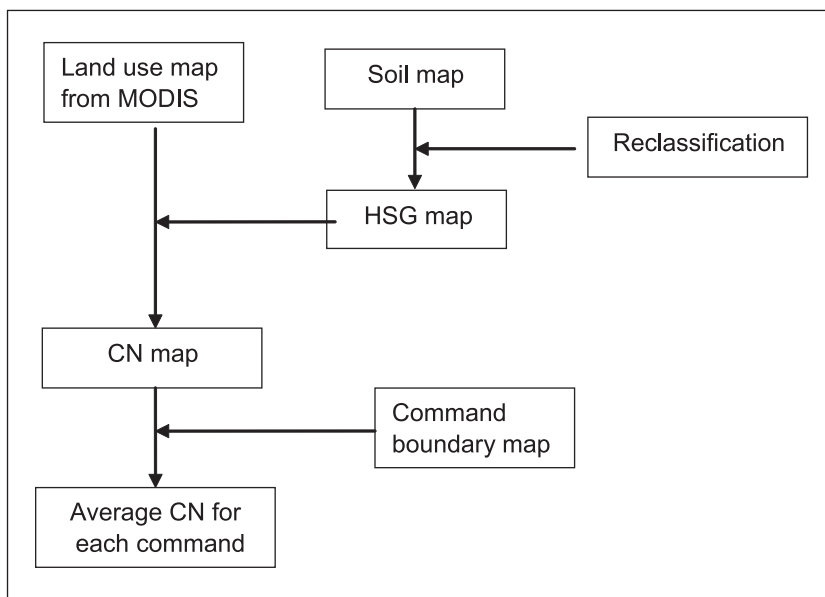 Land use map
from MODIS
Soil map
Reclassification
HSG map
CN map
Command
boundary map
Average CN for
each command